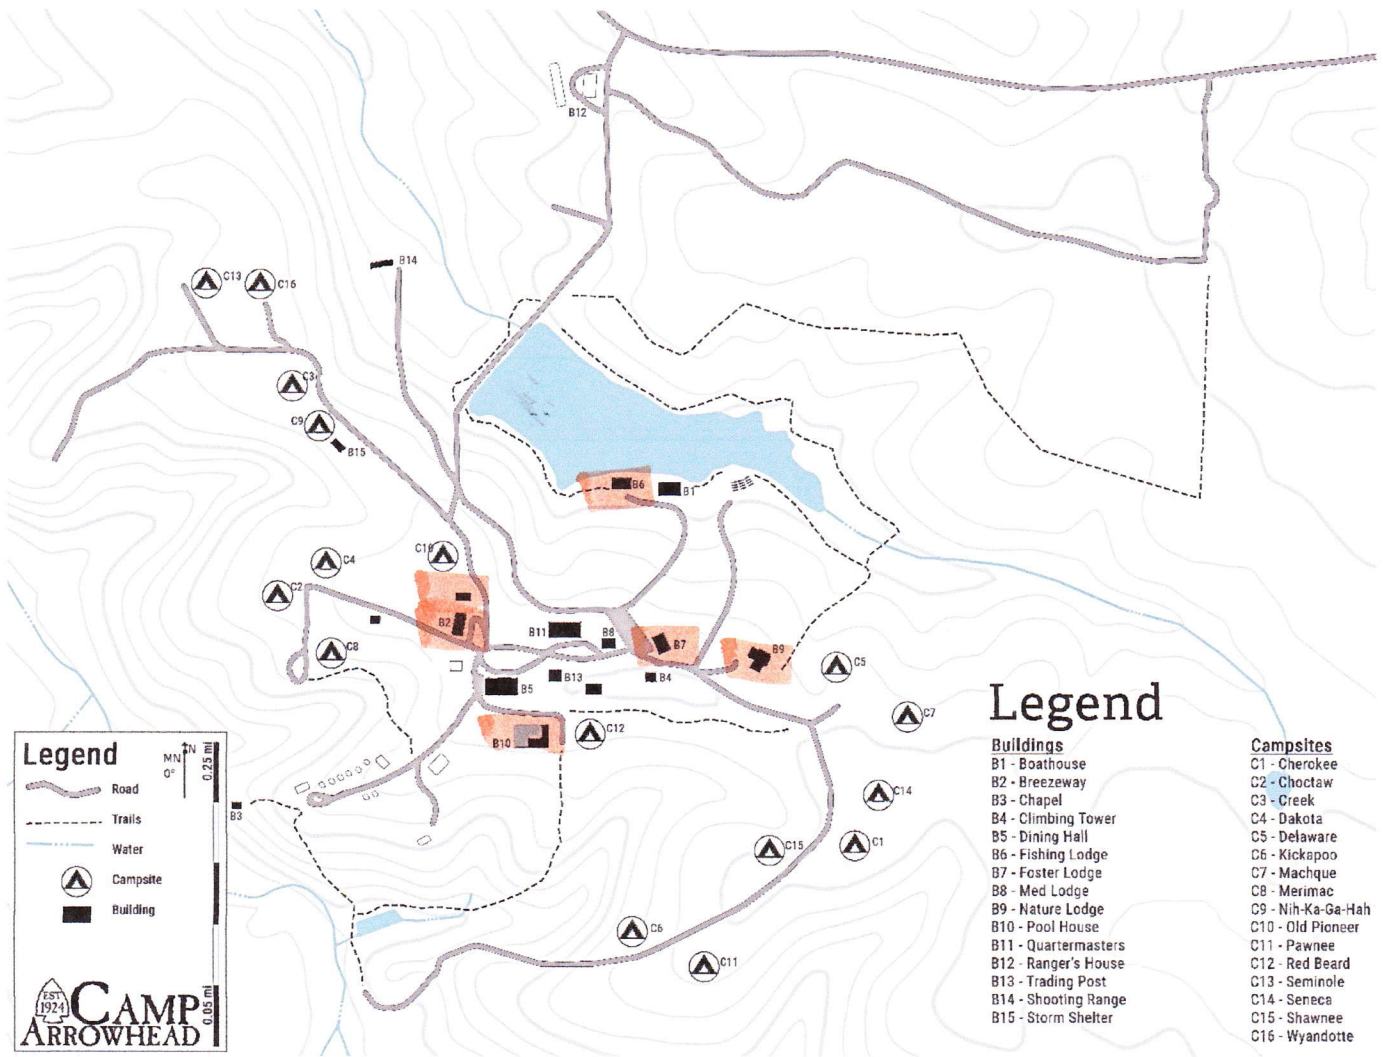 B12
B14
C13
C16
C3
C9
B15
B6
B1
C10
C4
C2
B2
B11
B8
B7
B9
C8
C5
B5
B13
B4
C7
B10
C12
C14
C15
C1
B3
C6
C11
Legend
MN
0°
N
0.25 mi
0.05 mi
Road
Trails
Water
Campsite
Building
EST
1924
CAMP
ARROWHEAD
Legend
Buildings
B1 - Boathouse
B2 - Breezeway
B3 - Chapel
B4 - Climbing Tower
B5 - Dining Hall
B6 - Fishing Lodge
B7 - Foster Lodge
B8 - Med Lodge
B9 - Nature Lodge
B10 - Pool House
B11 - Quartermasters
B12 - Ranger's House
B13 - Trading Post
B14 - Shooting Range
B15 - Storm Shelter
Campsites
C1 - Cherokee
C2 - Choctaw
C3 - Creek
C4 - Dakota
C5 - Delaware
C6 - Kickapoo
C7 - Machque
C8 - Merimac
C9 - Nih-Ka-Ga-Hah
C10 - Old Pioneer
C11 - Pawnee
C12 - Red Beard
C13 - Seminole
C14 - Seneca
C15 - Shawnee
C16 - Wyandotte